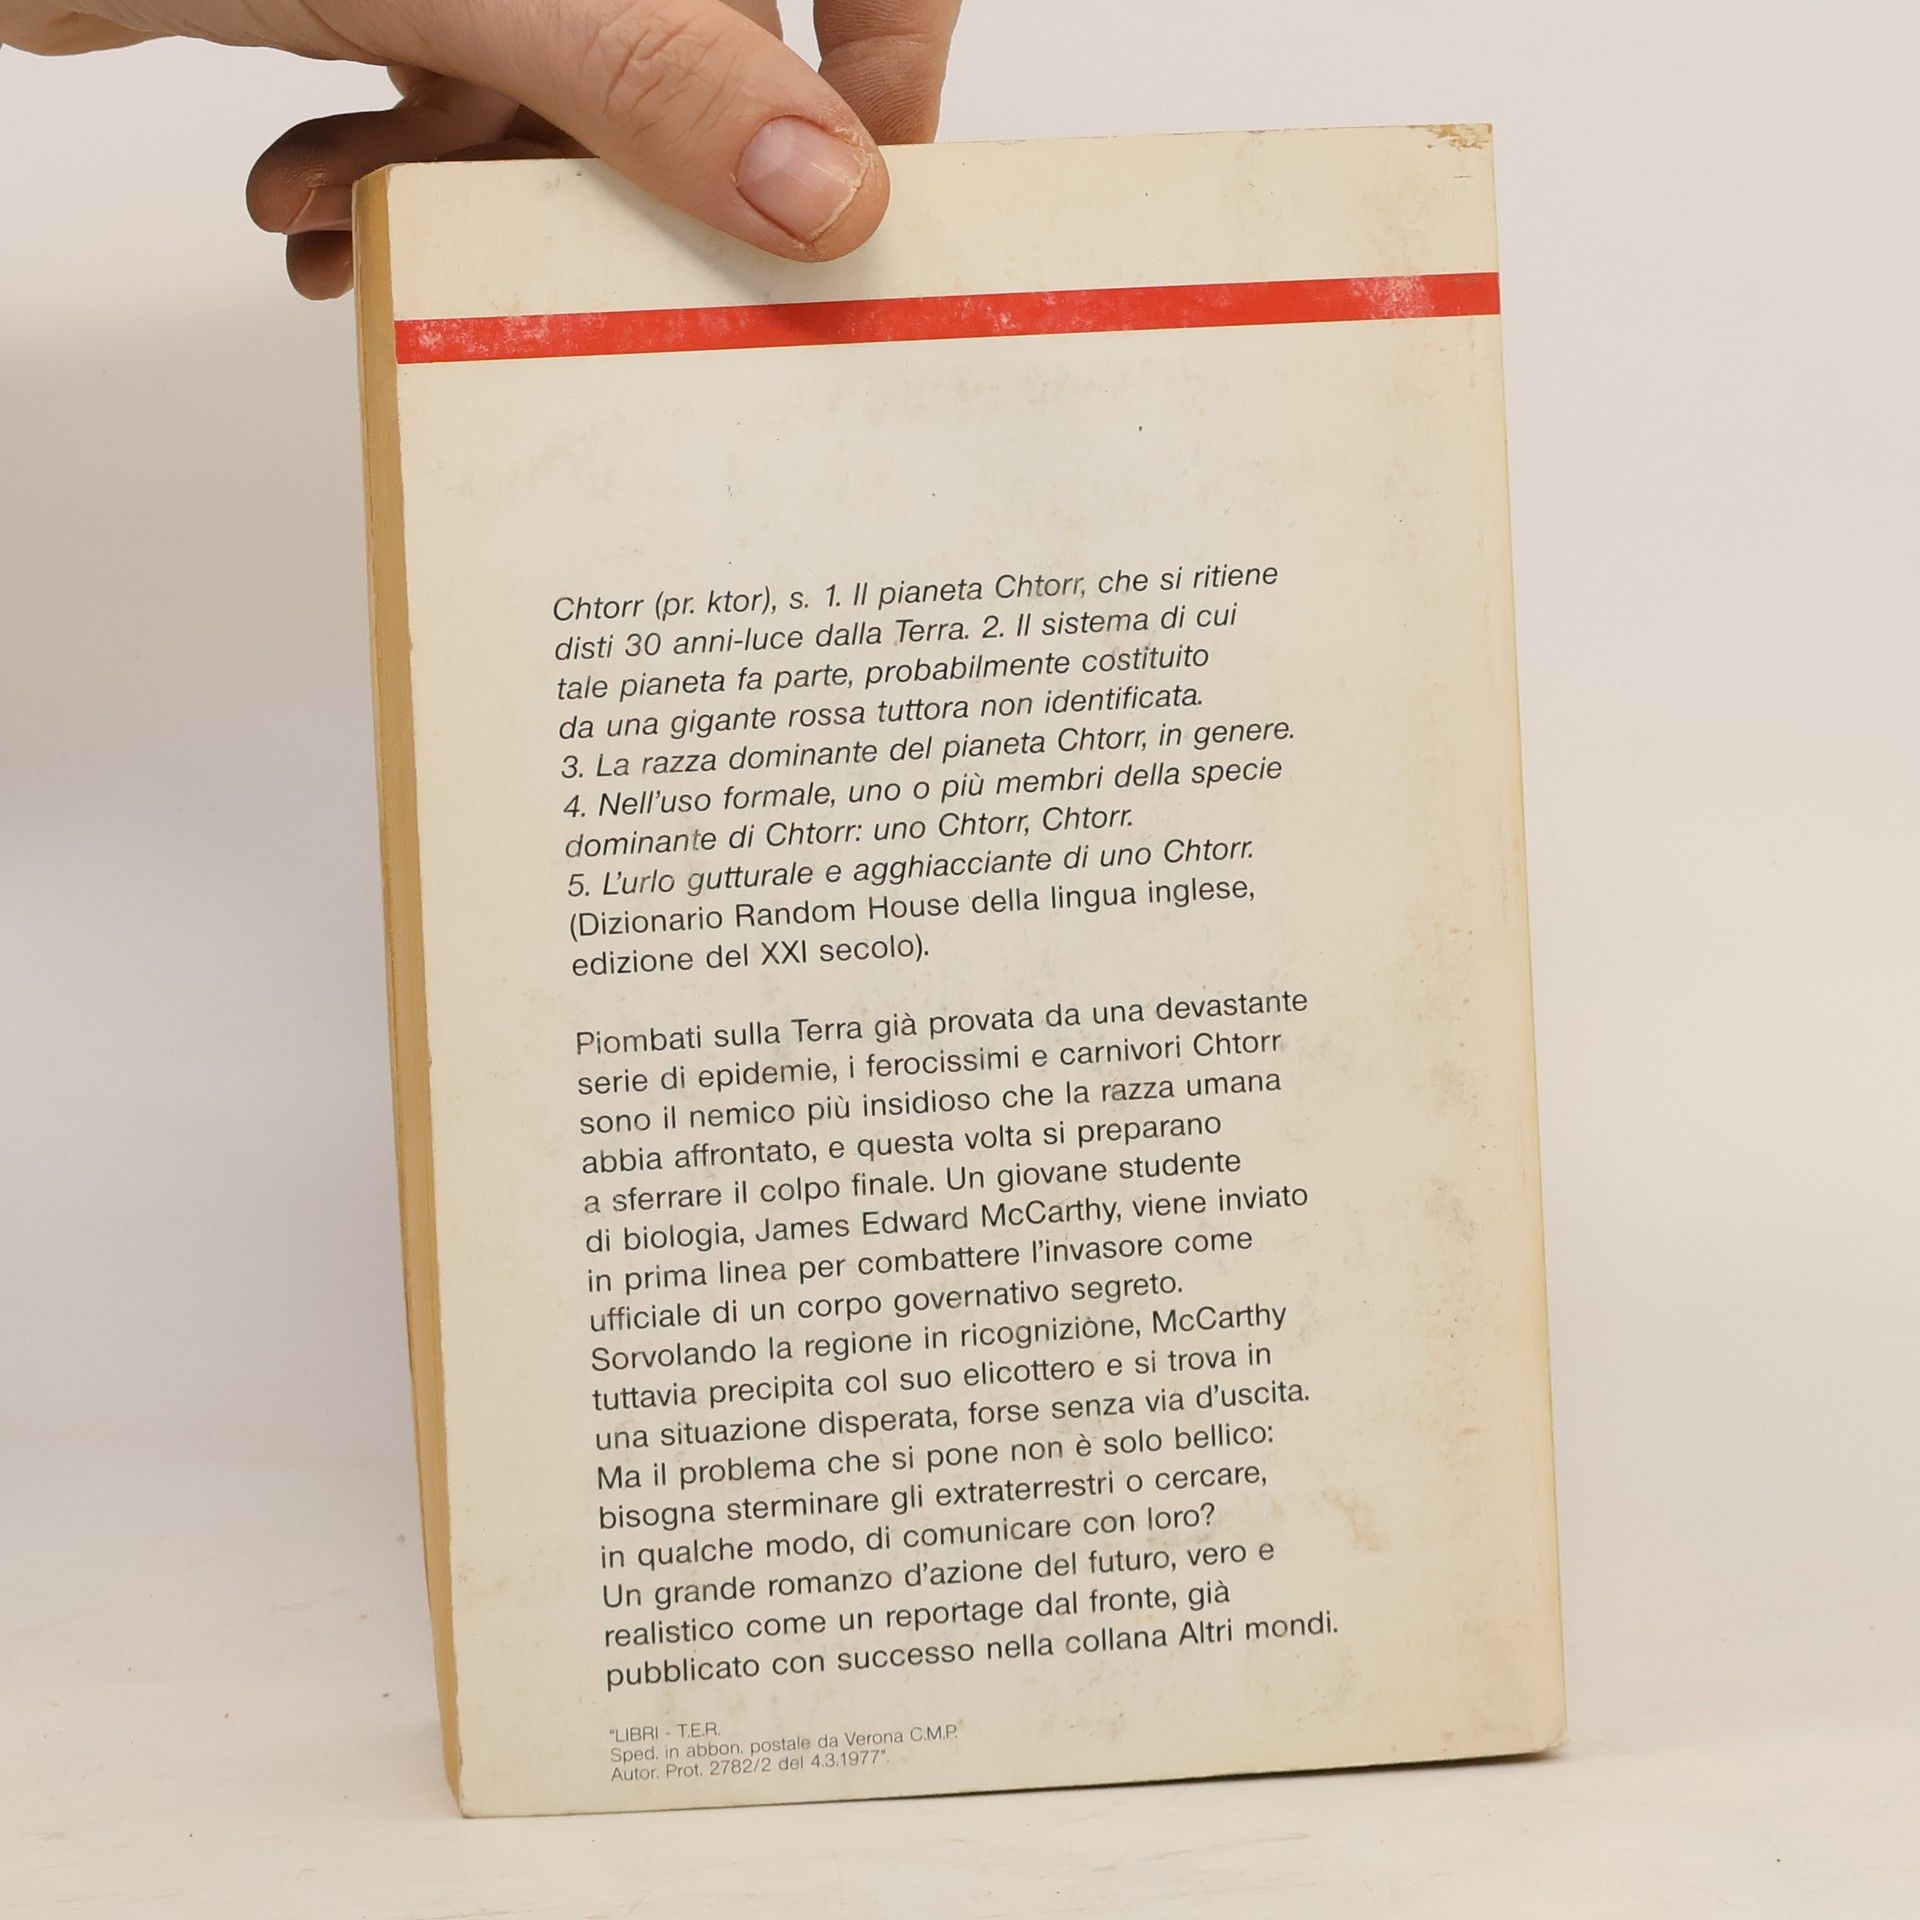 Chtorr (pr. ktor), s. 1. Il pianeta Chtorr, che si ritiene
disti 30 anni-luce dalla Terra. 2. Il sistema di cui
tale pianeta fa parte, probabilmente costituito
da una gigante rossa tuttora non identificata.
3. La razza dominante del pianeta Chtorr, in genere.
4. Nell'uso formale, uno o più membri della specie
dominante di Chtorr: uno Chtorr, Chtorr.
5. L'urlo gutturale e agghiacciante di uno Chtorr.
(Dizionario Random House della lingua inglese,
edizione del XXI secolo).
Piombati sulla Terra già provata da una devastante
serie di epidemie, i ferocissimi e carnivori Chtorr
sono il nemico più insidioso che la razza umana
abbia affrontato, e questa volta si preparano
a sferrare il colpo finale. Un giovane studente
di biologia, James Edward McCarthy, viene inviato
in prima linea per combattere l'invasore come
ufficiale di un corpo governativo segreto.
Sorvolando la regione in ricognizione, McCarthy
tuttavia precipita col suo elicottero e si trova in
una situazione disperata, forse senza via d'uscita.
Ma il problema che si pone non è solo bellico:
bisogna sterminare gli extraterrestri o cercare,
in qualche modo, di comunicare con loro?
Un grande romanzo d'azione del futuro, vero e
realistico come un reportage dal fronte, già
pubblicato con successo nella collana Altri mondi.
"LIBRI - T.E.R.
Sped. in abbon. postale da Verona C.M.P.
Autor. Prot. 2782/2 del 4.3.1977".